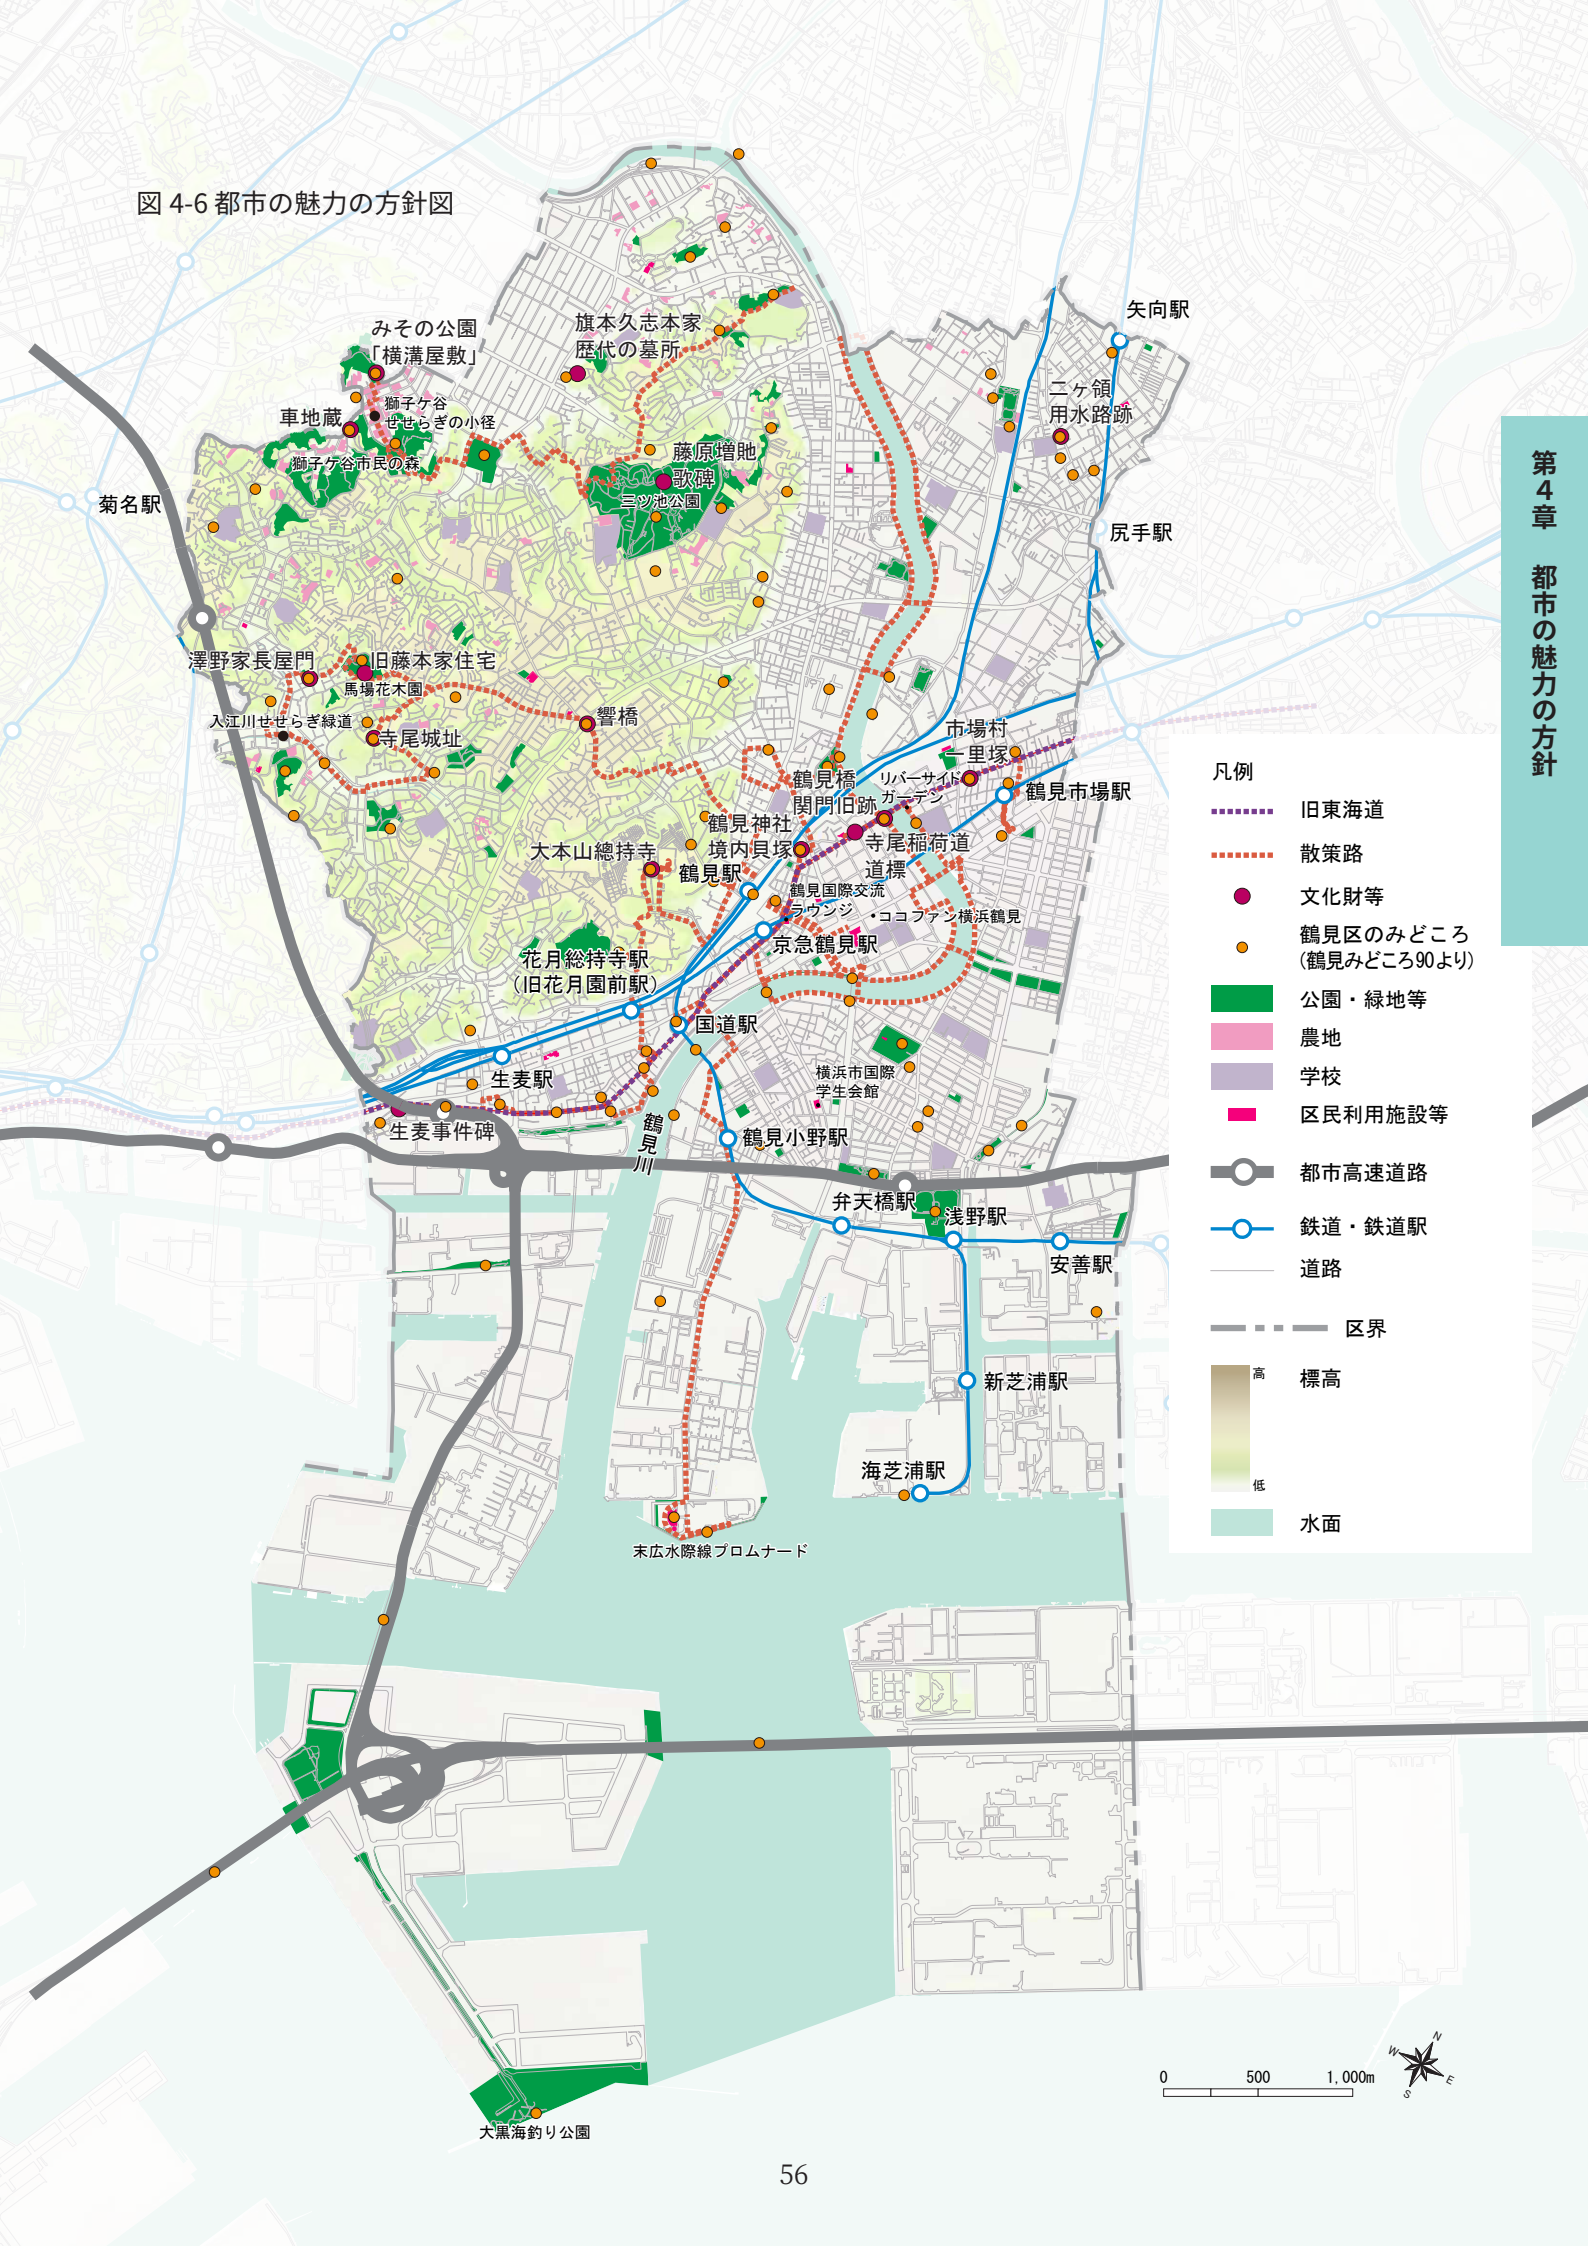 図 4-6 都市の魅力の方針図
矢向駅
みその公園
「横溝屋敷」
旗本久志本家
歴代の墓所
獅子ケ谷
せせらぎの小径
車地蔵
獅子ケ谷市民の森
二ヶ領
用水路跡
藤原増貤
歌碑
三ツ池公園
菊名駅
尻手駅
澤野家長屋門
旧藤本家住宅
馬場花木園
入江川せせらぎ緑道
寺尾城址
響橋
市場村
一里塚
鶴見橋
関門旧跡
リバーサイド
ガーデン
鶴見市場駅
鶴見神社
境内貝塚
寺尾稲荷道
道標
大本山總持寺
鶴見駅
鶴見国際交流
ラウンジ
・ココファン横浜鶴見
京急鶴見駅
花月総持寺駅
（旧花月園前駅）
国道駅
生麦駅
横浜市国際
学生会館
生麦事件碑
鶴見川
鶴見小野駅
弁天橋駅
浅野駅
安善駅
新芝浦駅
海芝浦駅
末広水際線プロムナード
大黒海釣り公園
凡例
旧東海道
散策路
文化財等
鶴見区のみどころ
(鶴見みどころ90より)
公園・緑地等
農地
学校
区民利用施設等
都市高速道路
鉄道・鉄道駅
道路
区界
高
標高
低
水面
第4章 都市の魅力の方針
N
W
E
S
0 500 1,000m
56